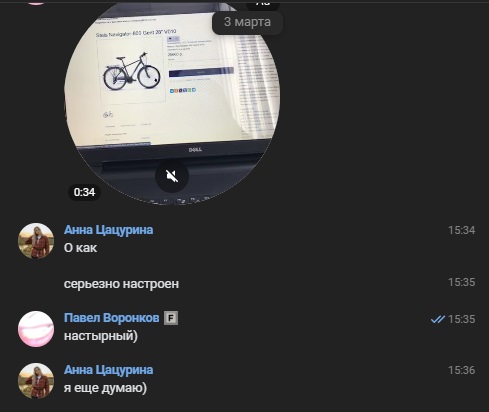 3 марта
Stels Navigator 800 Gent 28" V010
DELL
0:34
Анна Цацурина 15:34
О как
серьезно настроен 15:35
Павел Воронков F 15:35
настырный)
Анна Цацурина 15:36
я еще думаю)